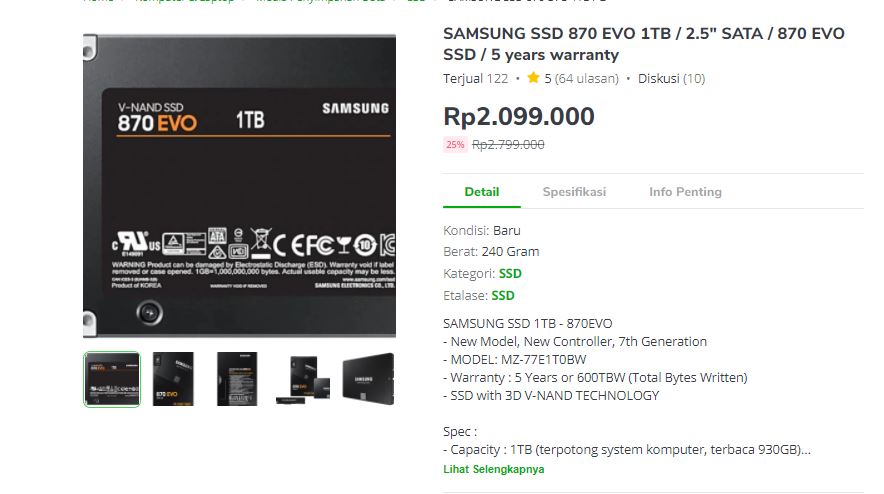 SAMSUNG SSD 870 EVO 1TB / 2.5" SATA / 870 EVO
SSD / 5 years warranty
Terjual 122 • 5 (64 ulasan) • Diskusi (10)
Rp2.099.000
25% Rp2.799.000
Detail Spesifikasi Info Penting
Kondisi: Baru
Berat: 240 Gram
Kategori: SSD
Etalase: SSD
SAMSUNG SSD 1TB - 870EVO
- New Model, New Controller, 7th Generation
- MODEL: MZ-77E1T0BW
- Warranty : 5 Years or 600TBW (Total Bytes Written)
- SSD with 3D V-NAND TECHNOLOGY
Spec :
- Capacity : 1TB (terpotong system komputer, terbaca 930GB)...
Lihat Selengkapnya
V-NAND SSD
870 EVO
1TB
SAMSUNG
WARNING Product can be damaged by Electrostatic Discharge (ESD). Warranty void if label
removed or case opened. 1GB=1,000,000,000 bytes. Actual usable capacity may be less.
Product of KOREA
WARRANTY VOID IF REMOVED
SAMSUNG ELECTRONICS CO., LTD.